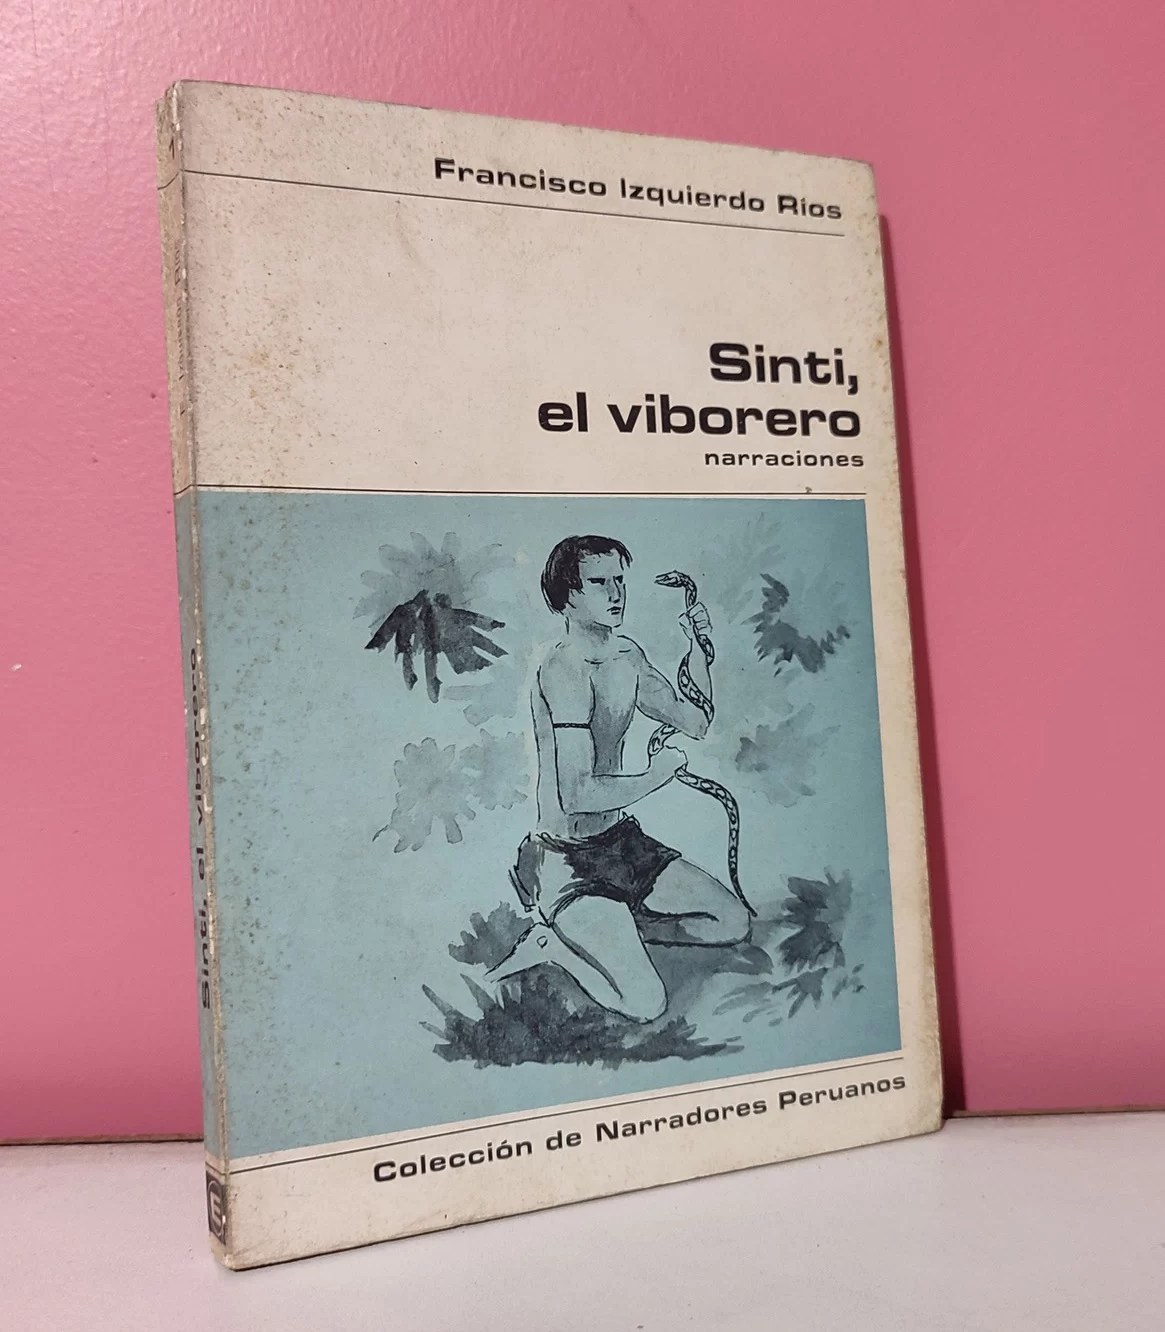 Francisco Izquierdo Ríos
Sinti,
el viborero
narraciones
Colección de Narradores Peruanos
Sinti, el viborero